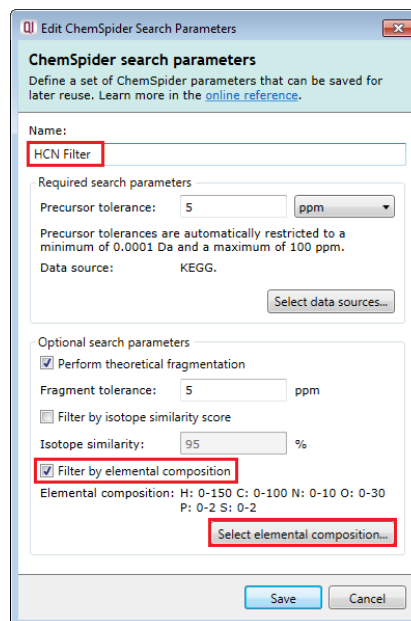 QI Edit ChemSpider Search Parameters
ChemSpider search parameters
Define a set of ChemSpider parameters that can be saved for
later reuse. Learn more in the online reference.
Name:
HCN Filter
Required search parameters
Precursor tolerance: 5 ppm
Precursor tolerances are automatically restricted to a
minimum of 0.0001 Da and a maximum of 100 ppm.
Data source: KEGG.
Select data sources...
Optional search parameters
Perform theoretical fragmentation
Fragment tolerance: 5 ppm
Filter by isotope similarity score
Isotope similarity: 95 %
Filter by elemental composition
Elemental composition: H: 0-150 C: 0-100 N: 0-10 O: 0-30
P: 0-2 S: 0-2
Select elemental composition...
Save Cancel